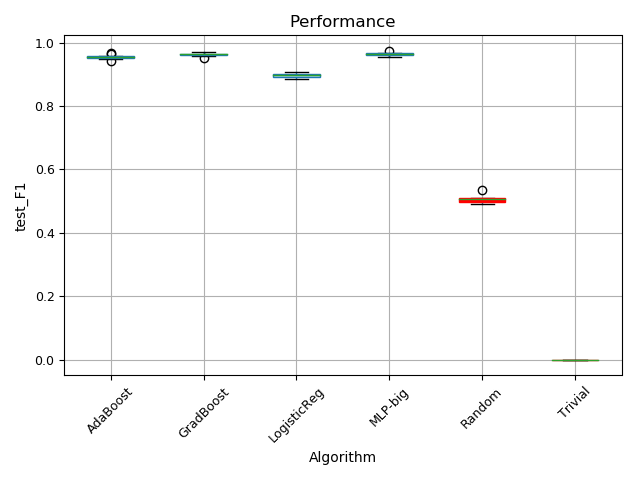 Performance
1.0
0.8
0.6
0.4
0.2
0.0
test_F1
AdaBoost
GradBoost
LogisticReg
MLP-big
Random
Trivial
Algorithm